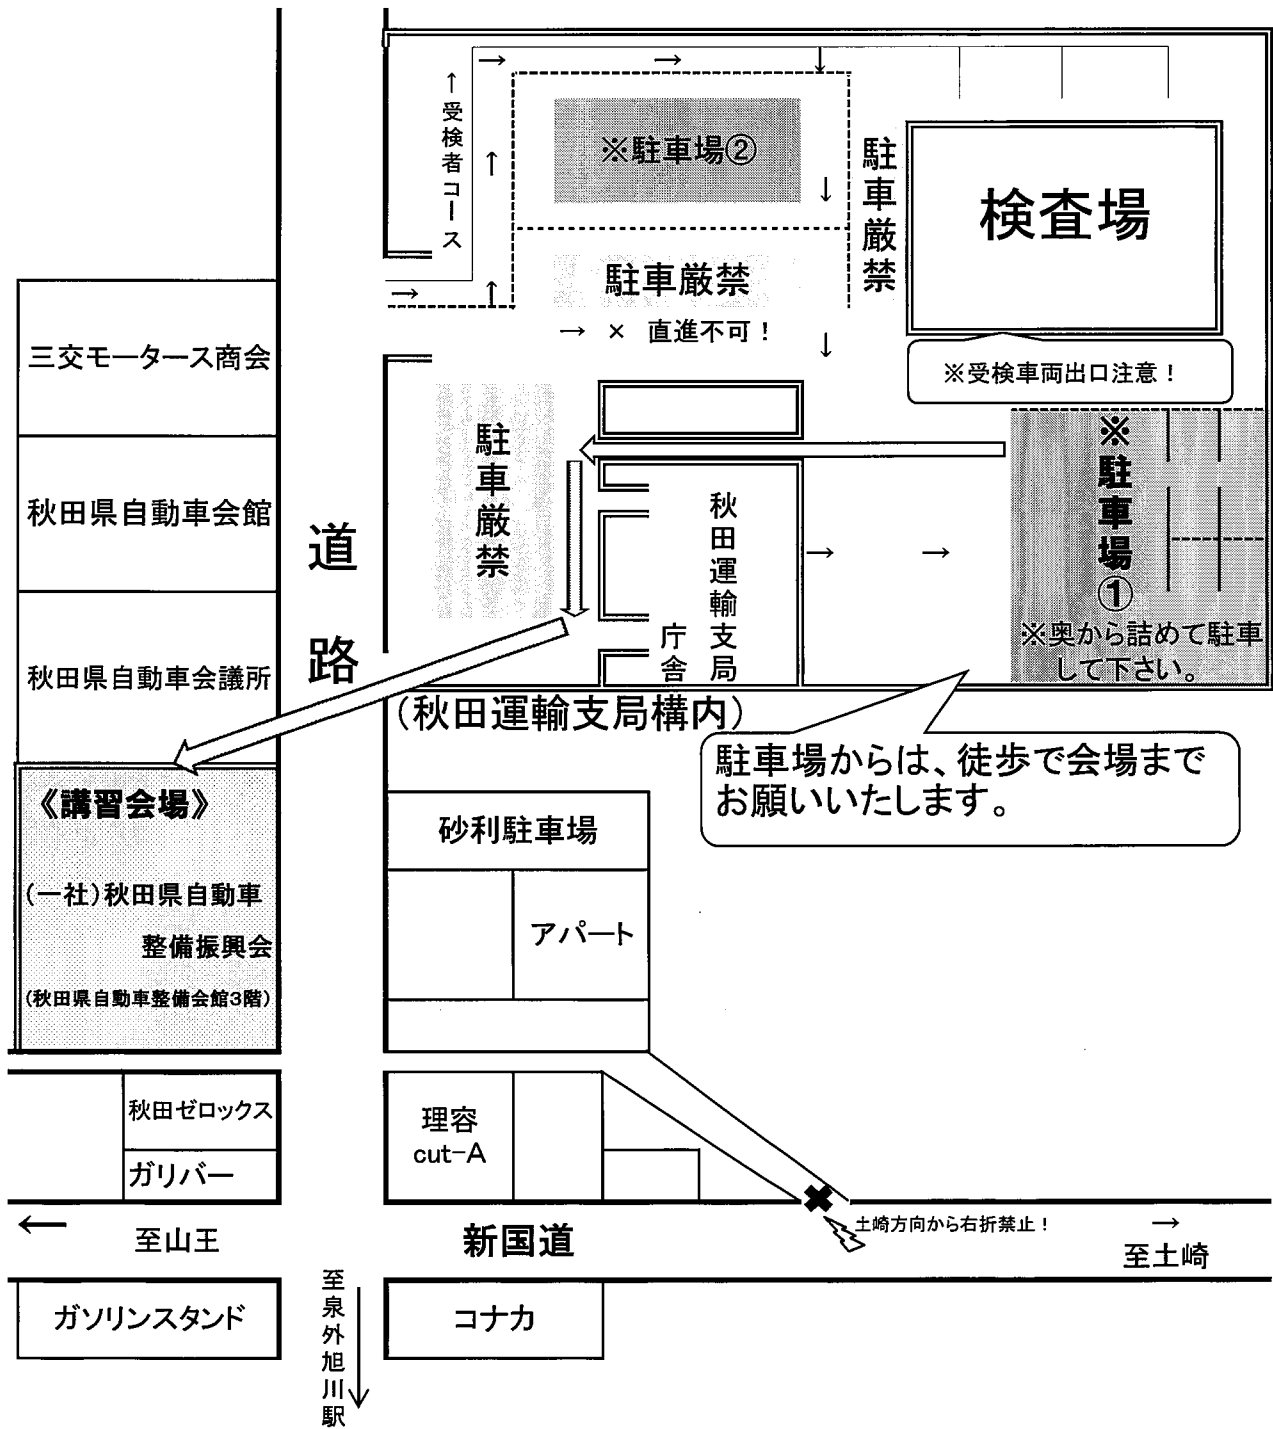 →
→
↓
↑受検者コース
↑
※駐車場②
↓
駐車厳禁
検査場
→
↑
駐車厳禁
→ × 直進不可！
↓
※受検車両出口注意！
三交モータース商会
秋田県自動車会館
秋田県自動車会議所
道路
駐車厳禁
秋田運輸支局
庁舎
→
→
※駐車場①
※奥から詰めて駐車
して下さい。
(秋田運輸支局構内)
駐車場からは、徒歩で会場まで
お願いいたします。
《講習会場》
(一社)秋田県自動車
整備振興会
(秋田県自動車整備会館3階)
砂利駐車場
アパート
秋田ゼロックス
ガリバー
理容
cut-A
土崎方向から右折禁止！
←
至山王
新国道
→
至土崎
ガソリンスタンド
至泉外旭川駅
コナカ